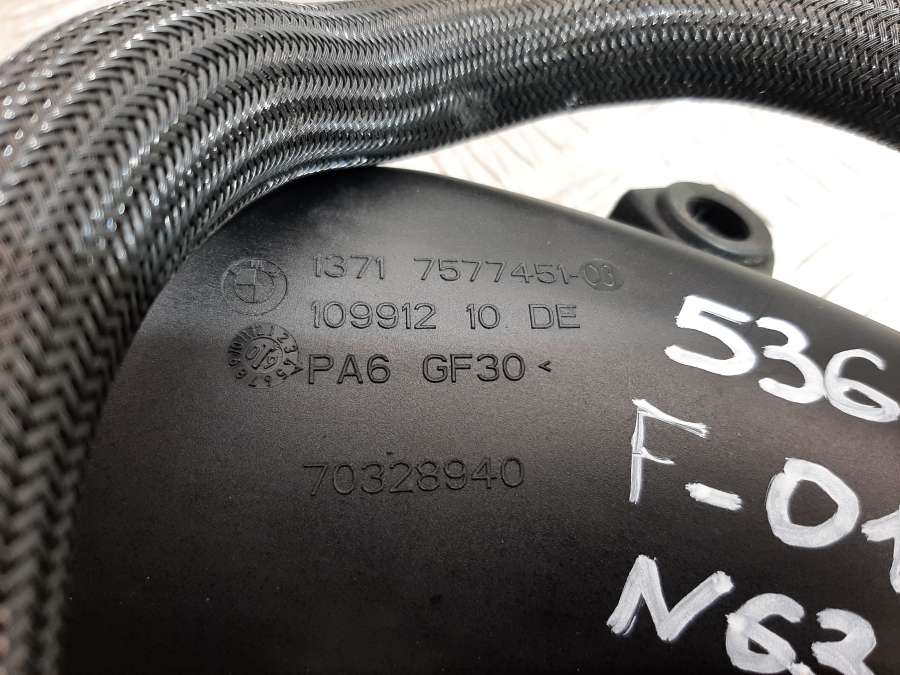 1371 7577451-03
109912 10 DE
PA6 GF30<
70328940
536
F-01
N63